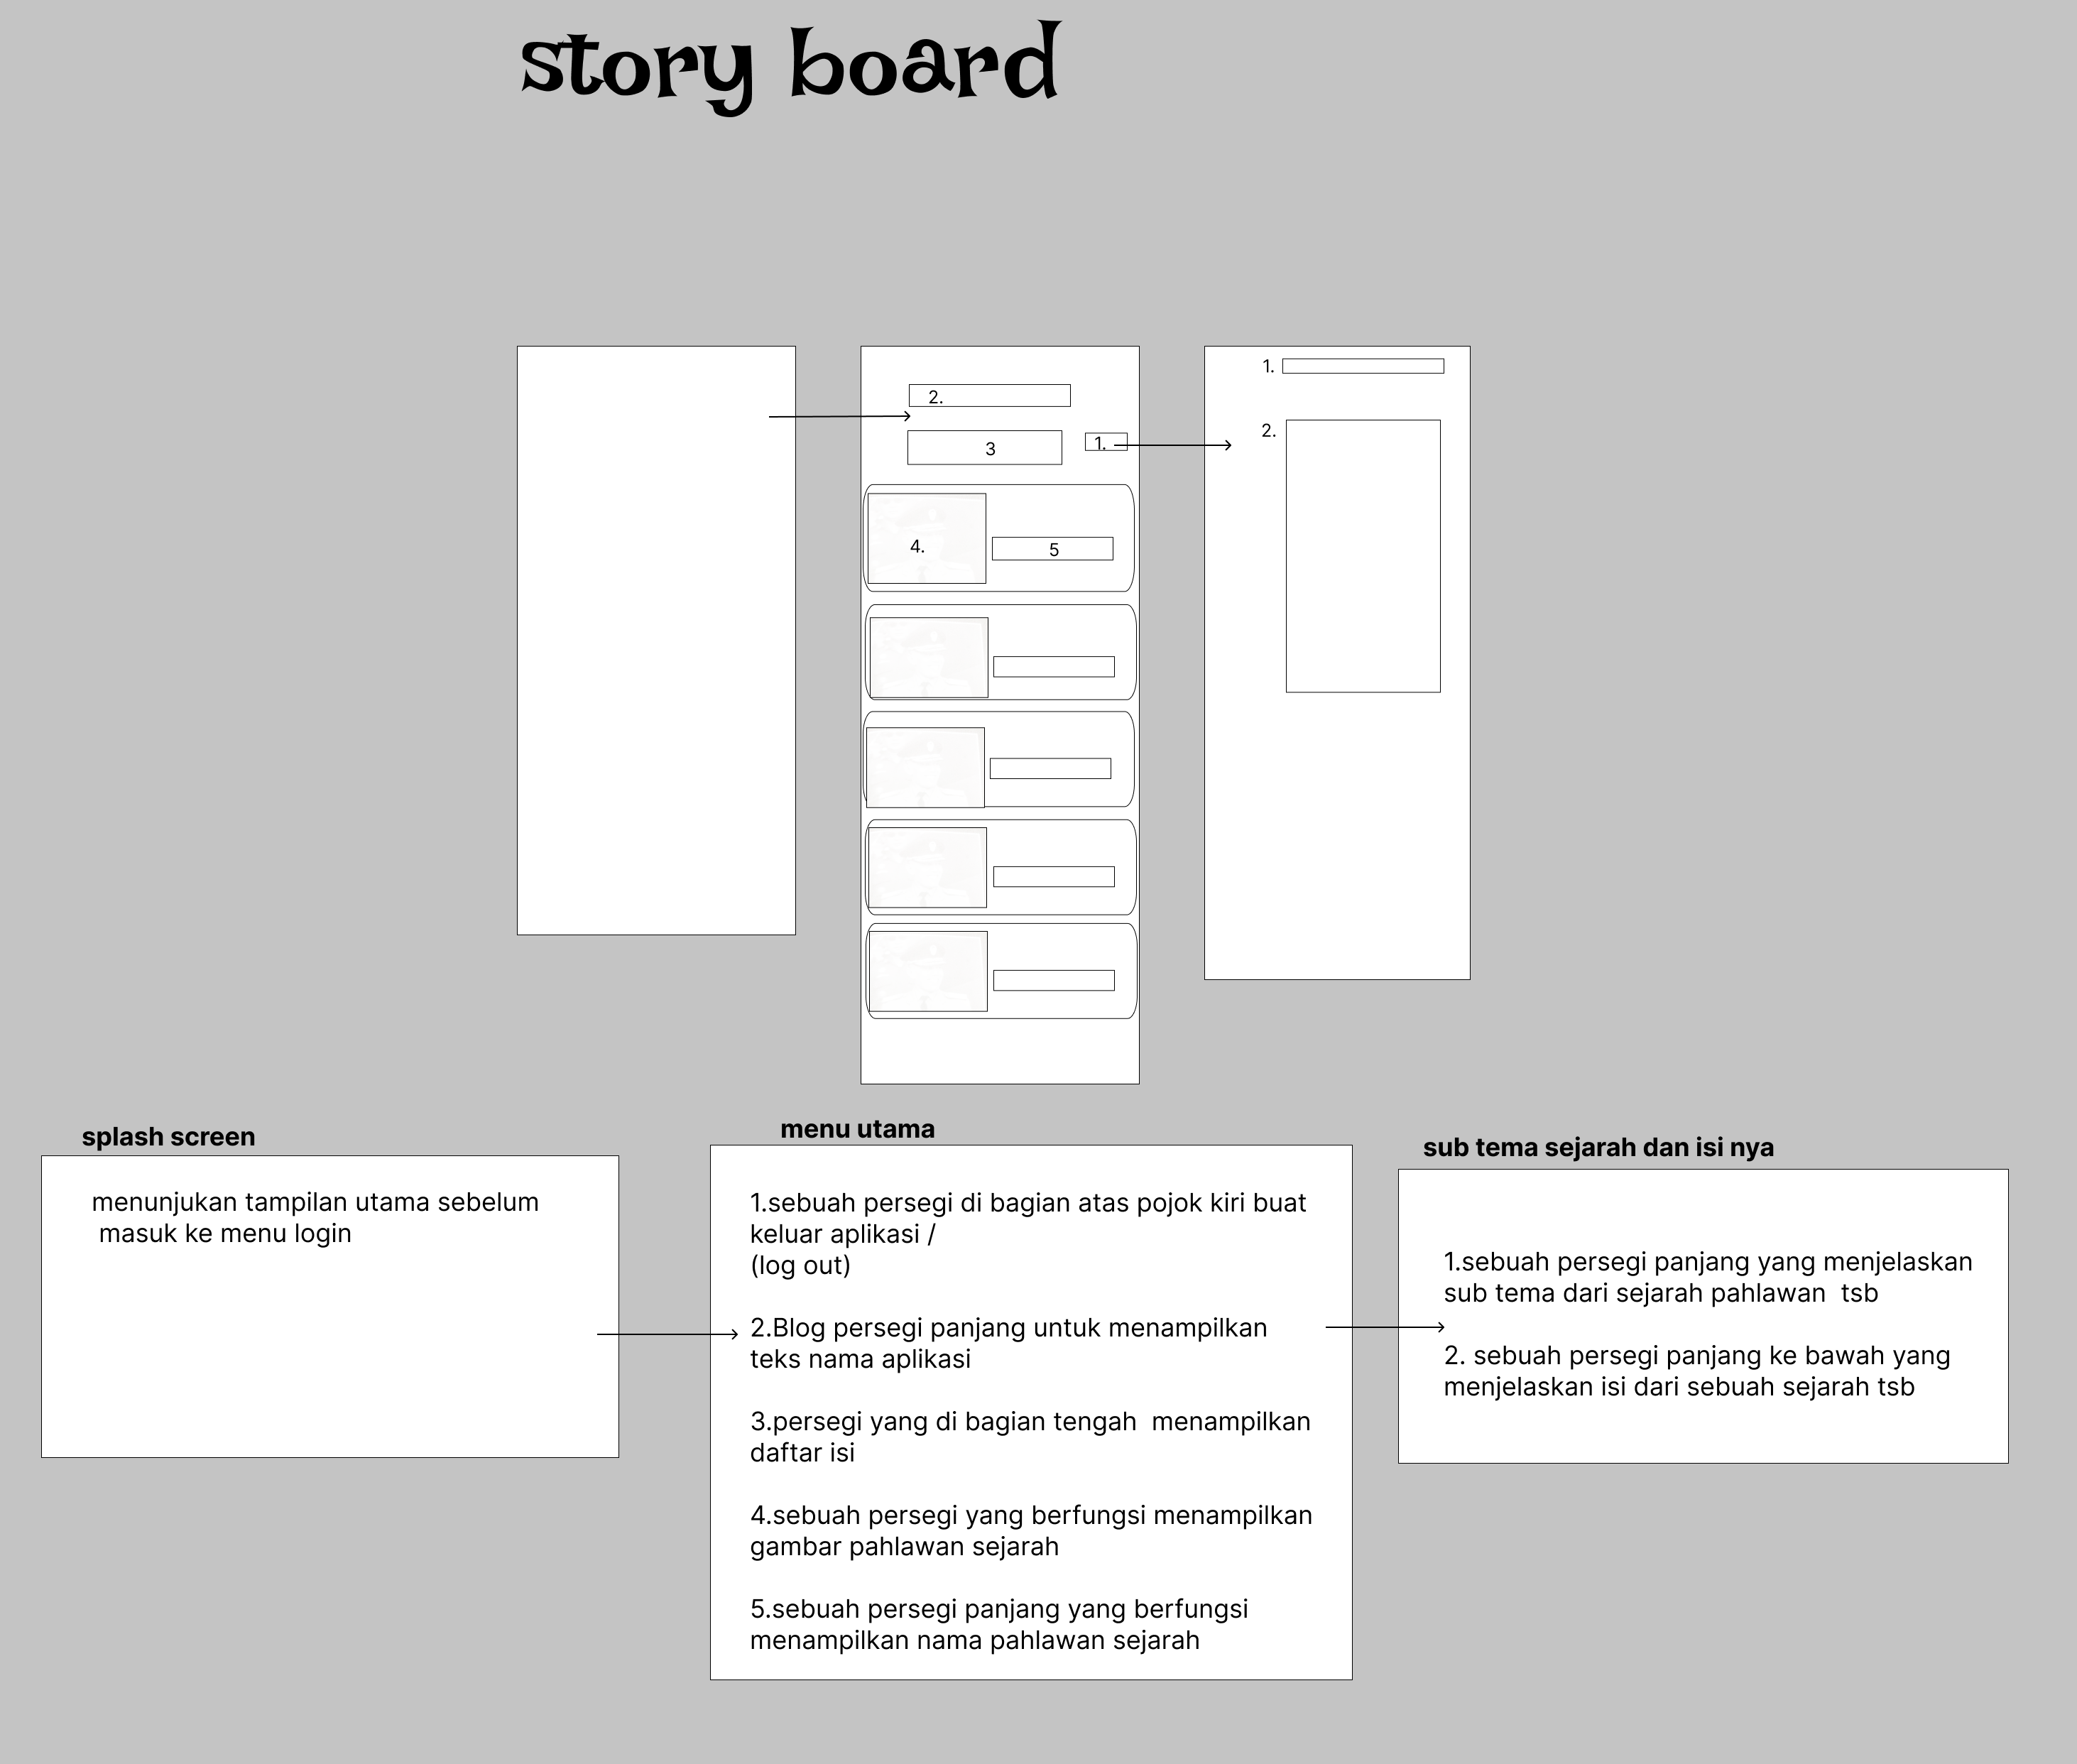 story board
2.
3
1.
4.
5
1.
2.
splash screen
menunjukan tampilan utama sebelum
masuk ke menu login
menu utama
1.sebuah persegi di bagian atas pojok kiri buat
keluar aplikasi /
(log out)
2.Blog persegi panjang untuk menampilkan
teks nama aplikasi
3.persegi yang di bagian tengah  menampilkan
daftar isi
4.sebuah persegi yang berfungsi menampilkan
gambar pahlawan sejarah
5.sebuah persegi panjang yang berfungsi
menampilkan nama pahlawan sejarah
sub tema sejarah dan isi nya
1.sebuah persegi panjang yang menjelaskan
sub tema dari sejarah pahlawan  tsb
2. sebuah persegi panjang ke bawah yang
menjelaskan isi dari sebuah sejarah tsb